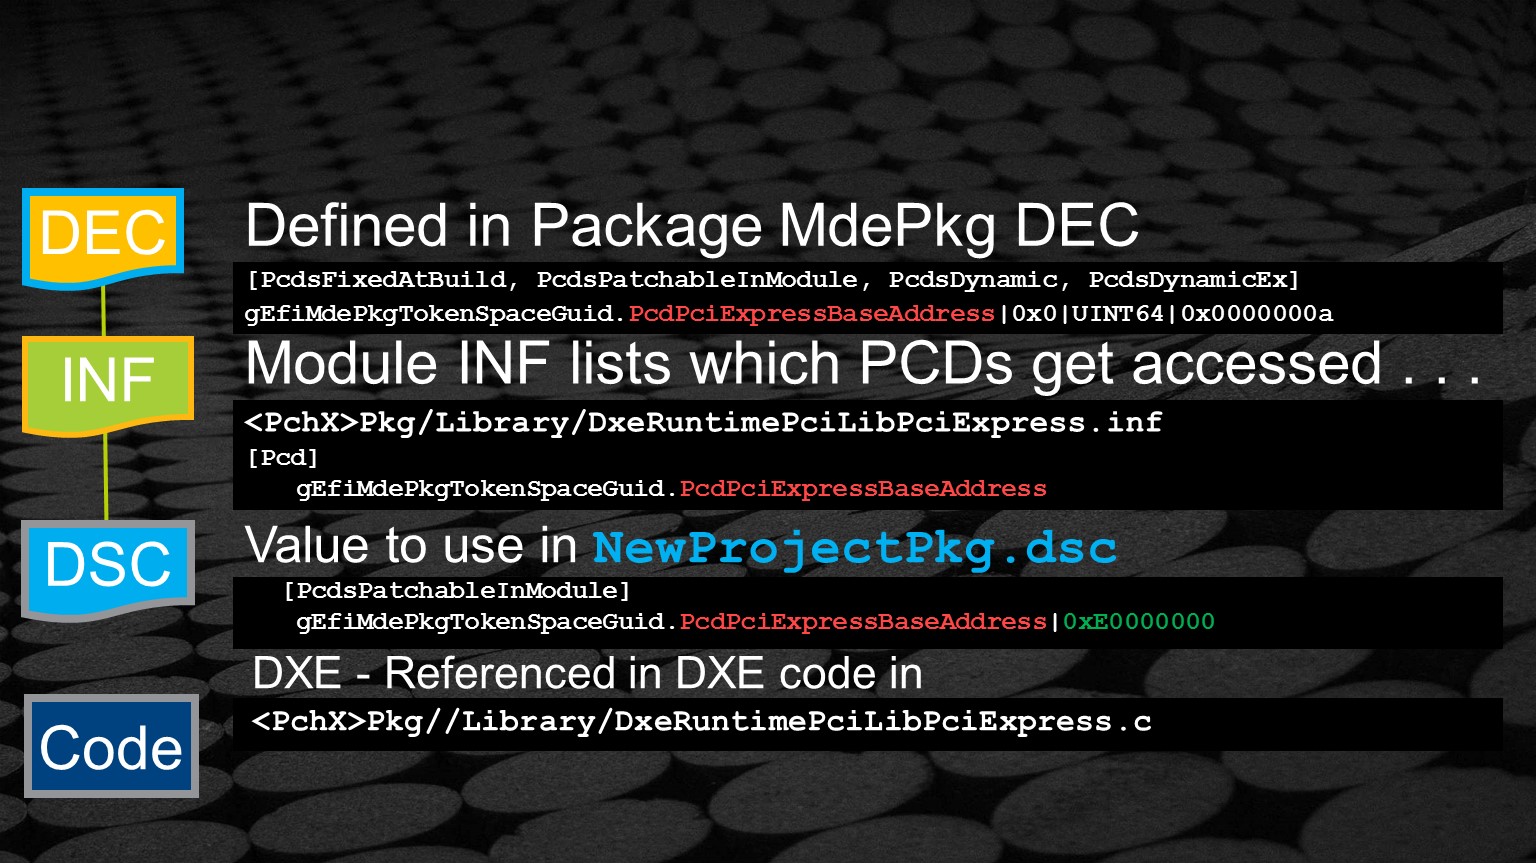 DEC
Defined in Package MdePkg DEC
[PcdsFixedAtBuild, PcdsPatchableInModule, PcdsDynamic, PcdsDynamicEx]
gEfiMdePkgTokenSpaceGuid.PcdPciExpressBaseAddress|0x0|UINT64|0x0000000a
INF
Module INF lists which PCDs get accessed . . .
<PchX>Pkg/Library/DxeRuntimePciLibPciExpress.inf
[Pcd]
gEfiMdePkgTokenSpaceGuid.PcdPciExpressBaseAddress
DSC
Value to use in NewProjectPkg.dsc
[PcdsPatchableInModule]
gEfiMdePkgTokenSpaceGuid.PcdPciExpressBaseAddress|0xE0000000
DXE - Referenced in DXE code in
Code
<PchX>Pkg//Library/DxeRuntimePciLibPciExpress.c